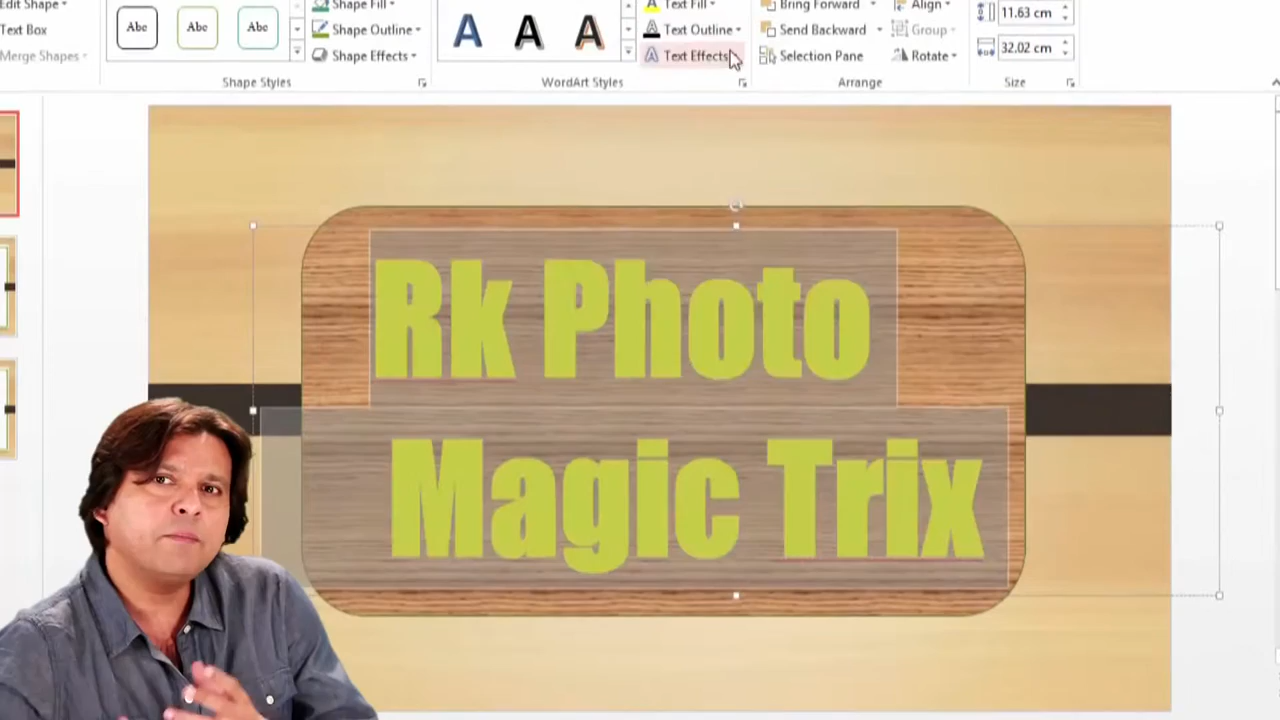 Edit Shape
Text Box
Merge Shapes
Abc Abc Abc
Shape Fill
Shape Outline
Shape Effects
Shape Styles
A A A
Text Fill
Text Outline
Text Effects
WordArt Styles
Bring Forward
Send Backward
Selection Pane
Align
Group
Rotate
Arrange
11.63 cm
32.02 cm
Size
Rk Photo
Magic Trix